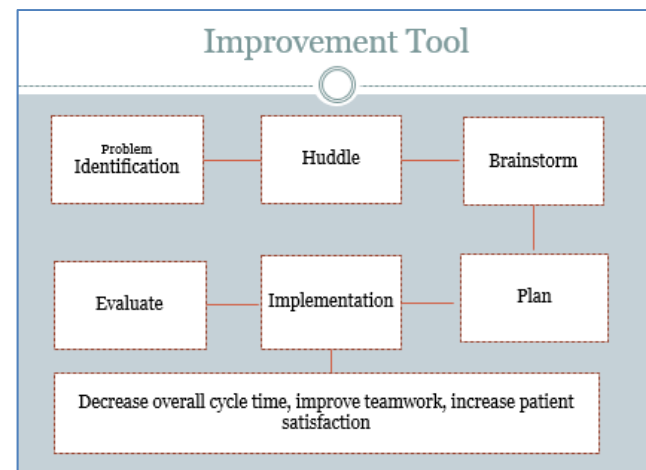 Improvement Tool
Problem
Identification
Huddle
Brainstorm
Evaluate
Implementation
Plan
Decrease overall cycle time, improve teamwork, increase patient
satisfaction